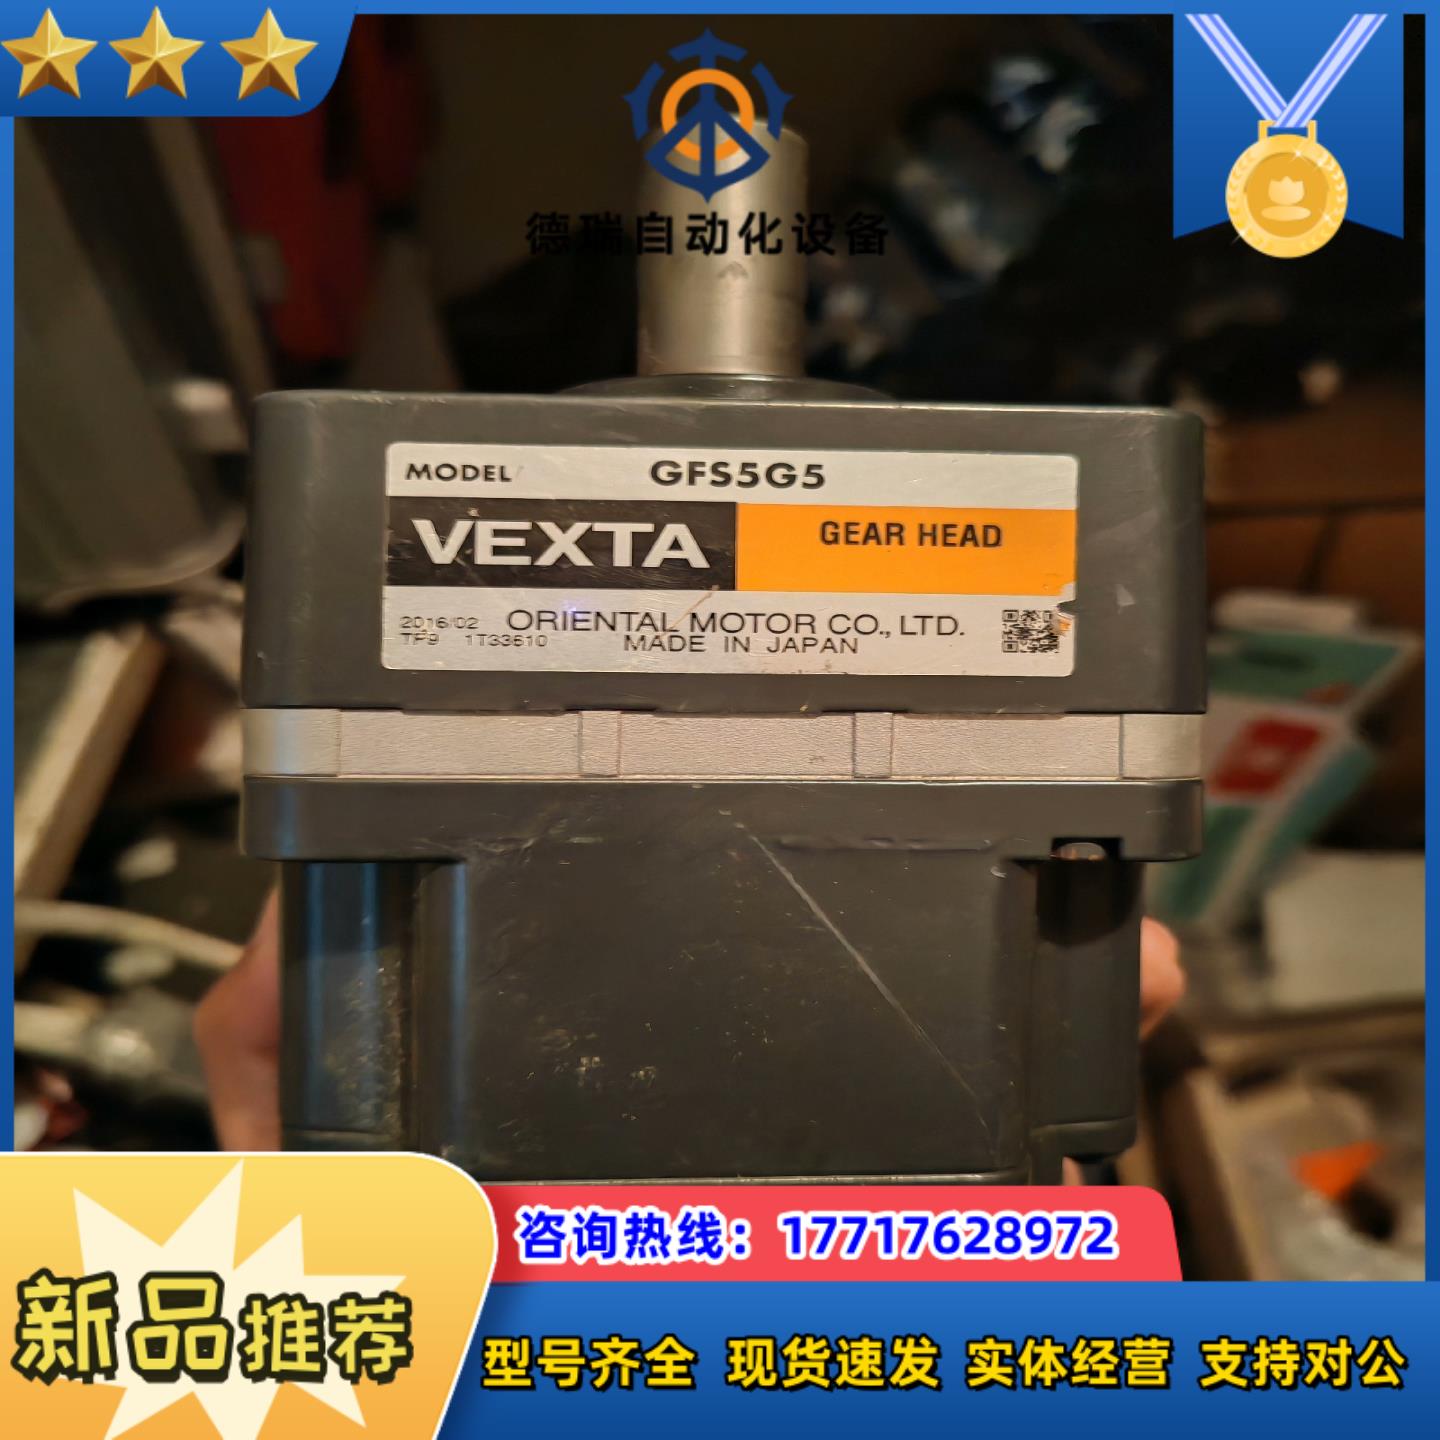 德瑞自动化设备
MODEL GFS5G5
VEXTA
GEAR HEAD
2016/02 ORIENTAL MOTOR CO., LTD.
TF9 1T33610 MADE IN JAPAN
咨询热线：17717628972
新品推荐
型号齐全 现货速发 实体经营 支持对公